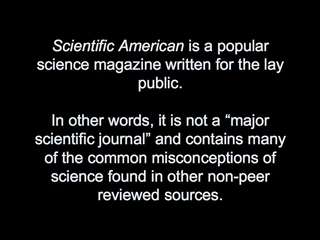 Scientific American is a popular
science magazine written for the lay
public.
In other words, it is not a “major
scientific journal” and contains many
of the common misconceptions of
science found in other non-peer
reviewed sources.